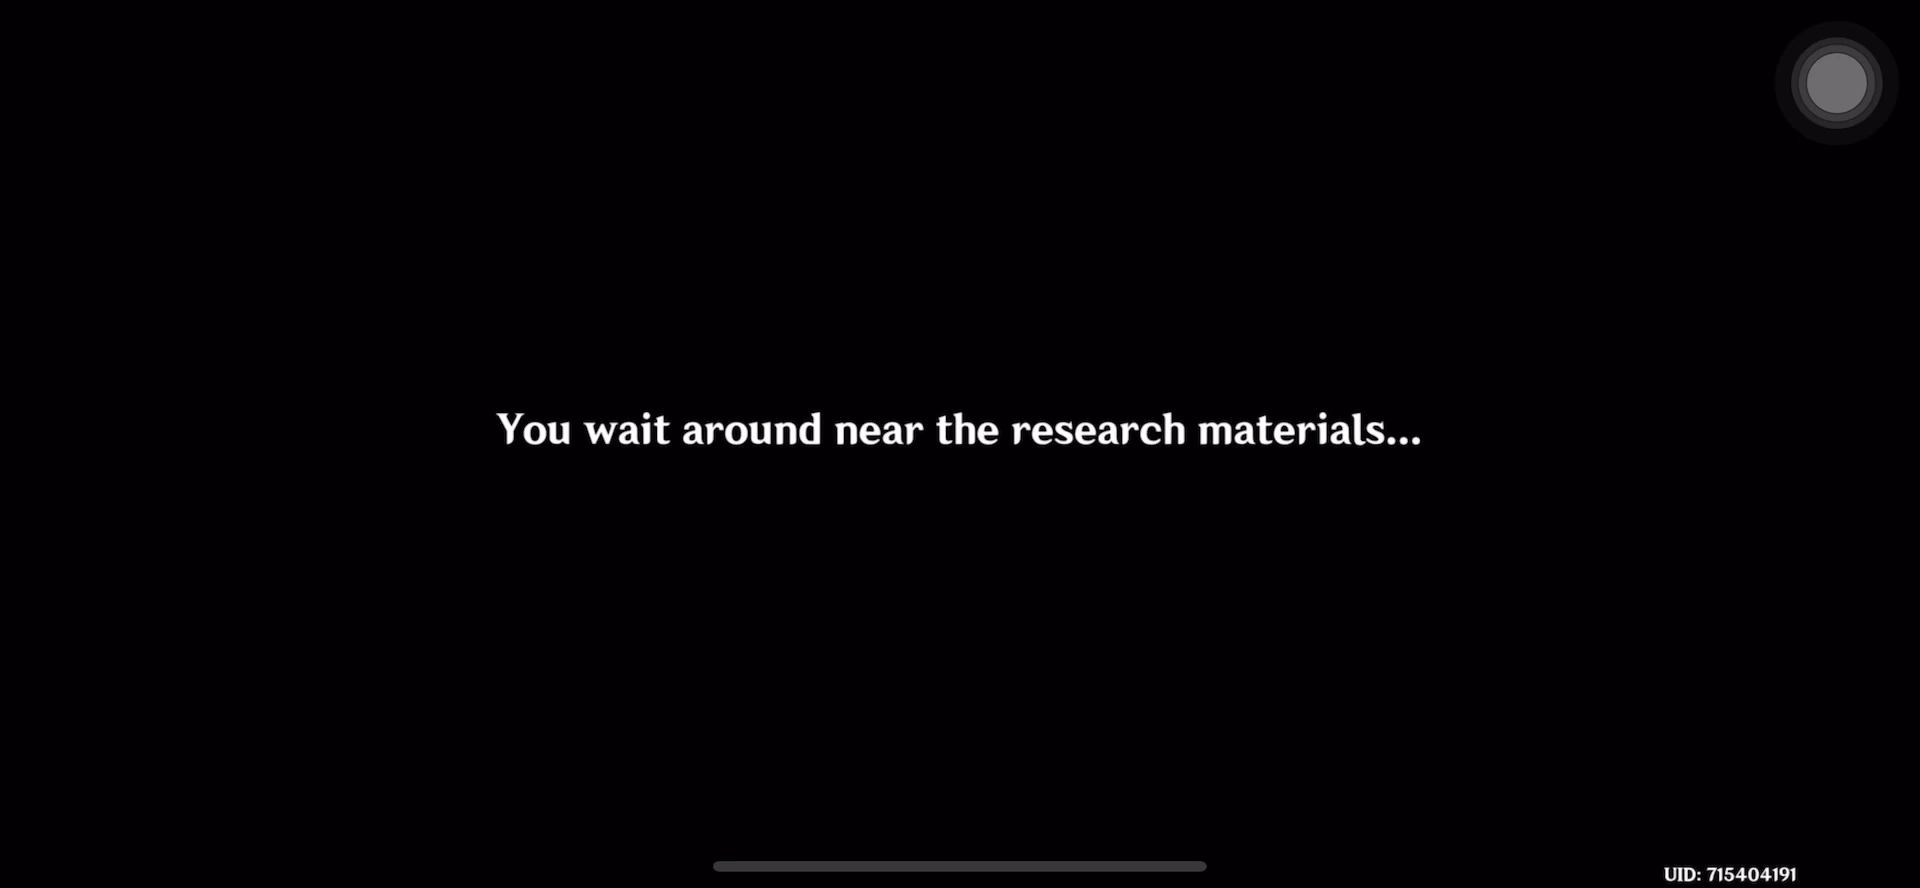 You wait around near the research materials...
UID: 715404191